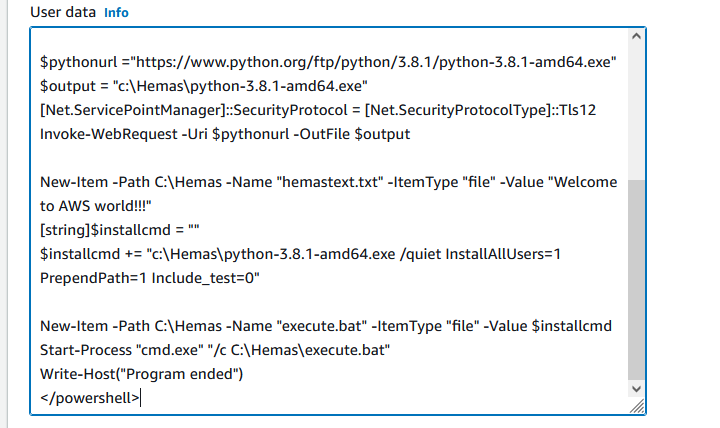 User data Info
$pythonurl ="https://www.python.org/ftp/python/3.8.1/python-3.8.1-amd64.exe"
$output = "c:\Hemas\python-3.8.1-amd64.exe"
[Net.ServicePointManager]::SecurityProtocol = [Net.SecurityProtocolType]::Tls12
Invoke-WebRequest -Uri $pythonurl -OutFile $output
New-Item -Path C:\Hemas -Name "hemastext.txt" -ItemType "file" -Value "Welcome
to AWS world!!!"
[string]$installcmd = ""
$installcmd += "c:\Hemas\python-3.8.1-amd64.exe /quiet InstallAllUsers=1
PrependPath=1 Include_test=0"
New-Item -Path C:\Hemas -Name "execute.bat" -ItemType "file" -Value $installcmd
Start-Process "cmd.exe" "/c C:\Hemas\execute.bat"
Write-Host("Program ended")
</powershell>